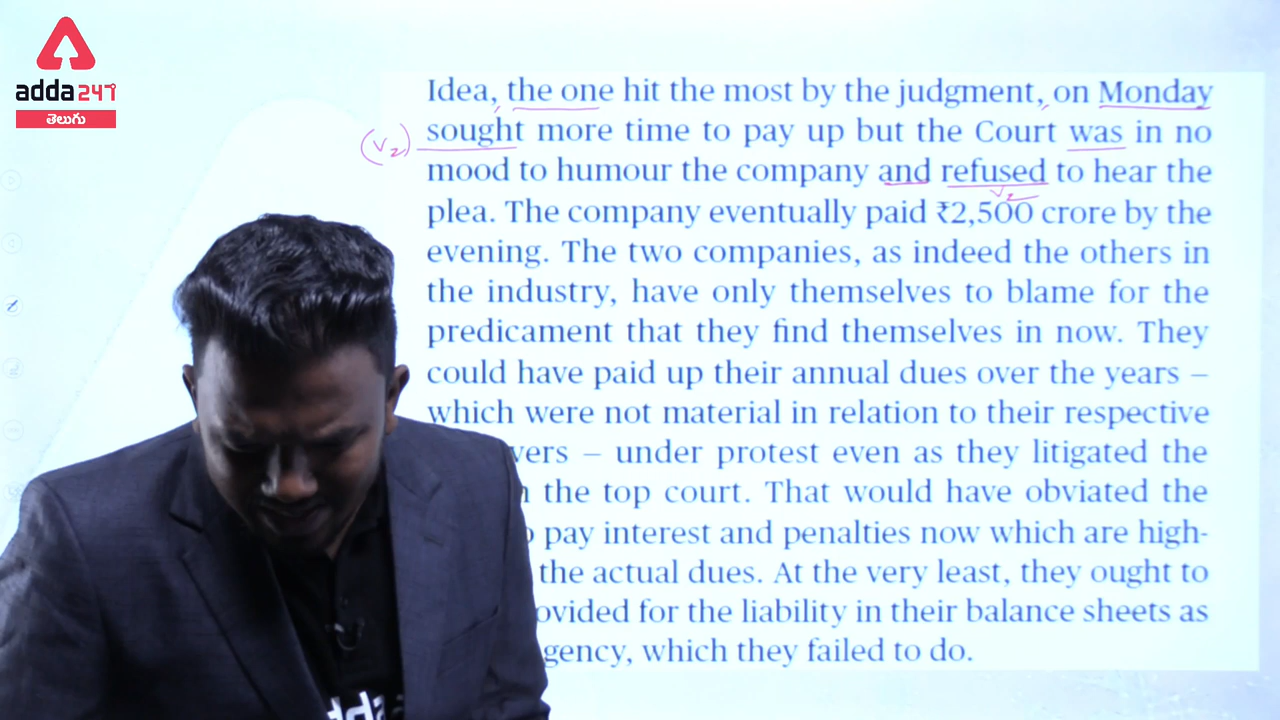 adda247
తెలుగు
Idea, the one hit the most by the judgment, on Monday
(V2) sought more time to pay up but the Court was in no
mood to humour the company and refused to hear the
V2
plea. The company eventually paid ₹2,500 crore by the
evening. The two companies, as indeed the others in
the industry, have only themselves to blame for the
predicament that they find themselves in now. They
could have paid up their annual dues over the years –
which were not material in relation to their respective
vers – under protest even as they litigated the
the top court. That would have obviated the
pay interest and penalties now which are high-
the actual dues. At the very least, they ought to
ovided for the liability in their balance sheets as
gency, which they failed to do.